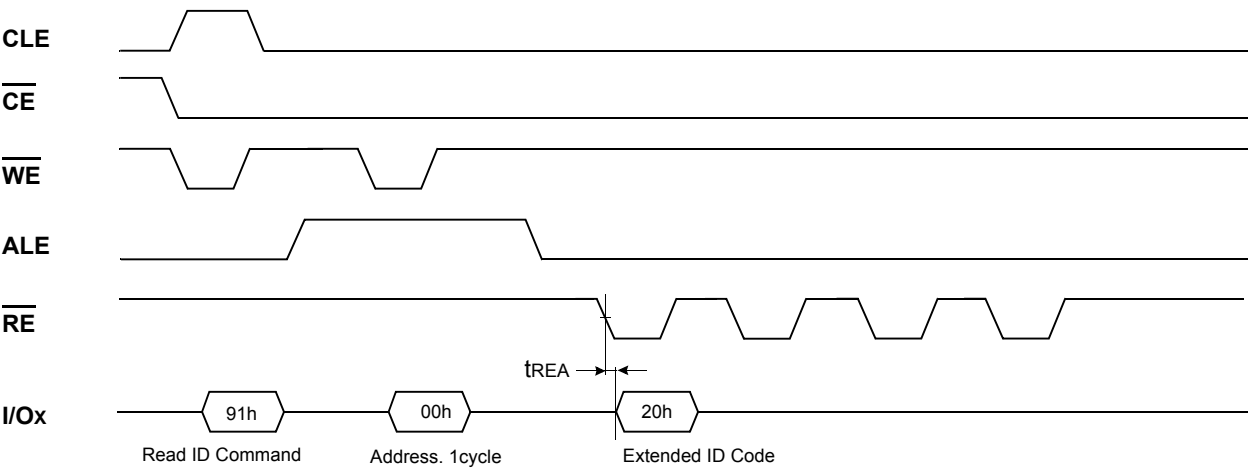 CLE
CE
WE
ALE
RE
tREA
I/Ox
91h
00h
20h
Read ID Command
Address. 1cycle
Extended ID Code